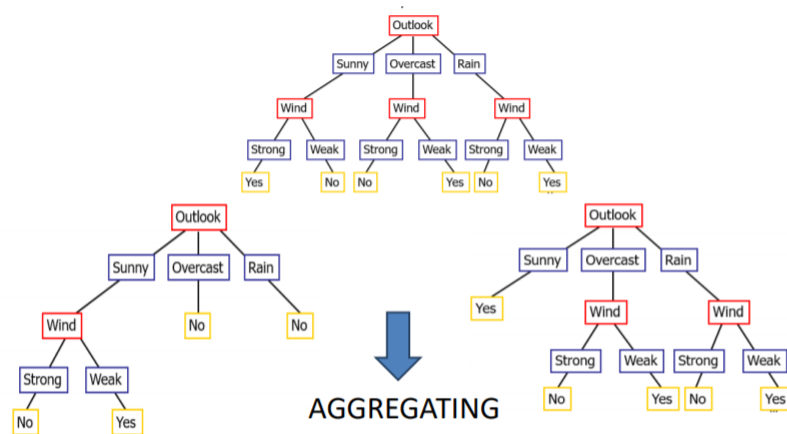 Outlook
Sunny Overcast Rain
Wind Wind Wind
Strong Weak Strong Weak Strong Weak
Yes No No Yes No Yes
Outlook
Sunny Overcast Rain
Wind No No
Strong Weak
No Yes
Outlook
Sunny Overcast Rain
Yes Wind Wind
Strong Weak Strong Weak
No Yes No Yes
AGGREGATING